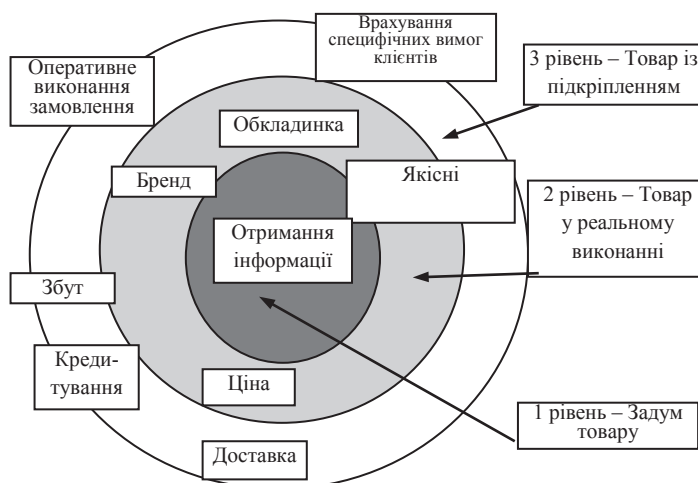 Врахування
специфічних вимог
клієнтів
Оперативне
виконання
замовлення
3 рівень – Товар із
підкріпленням
Обкладинка
Бренд
Якісні
2 рівень – Товар
у реальному
виконанні
Отримання
інформації
Збут
Креди-
тування
Ціна
1 рівень – Задум
товару
Доставка